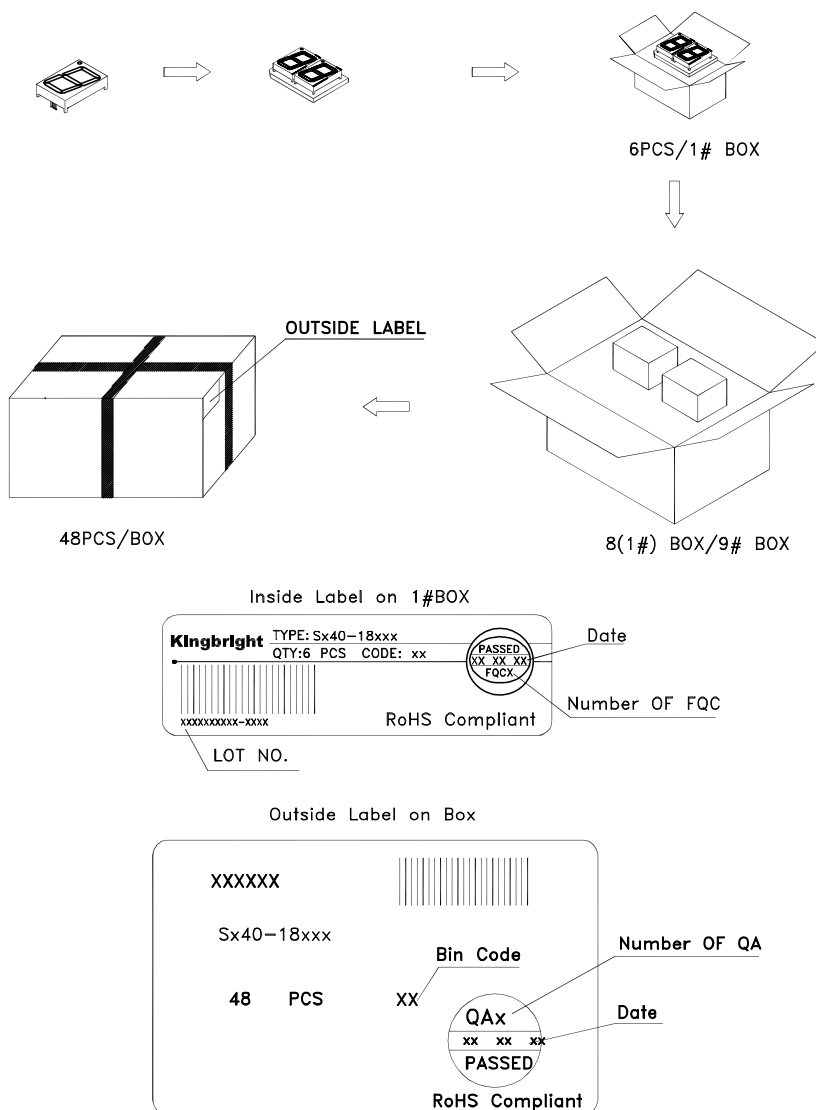 6PCS/1# BOX
OUTSIDE LABEL
48PCS/BOX
8(1#) BOX/9# BOX
Inside Label on 1#BOX
Kingbright
TYPE: Sx40-18xxx
QTY:6 PCS CODE: xx
PASSED
XX XX XX
FQCX
Date
Number OF FQC
xxxxxxxxxx-xxxx
RoHS Compliant
LOT NO.
Outside Label on Box
XXXXXX
Sx40-18xxx
Bin Code
Number OF QA
48 PCS XX
QAx
Date
xx xx xx
PASSED
RoHS Compliant